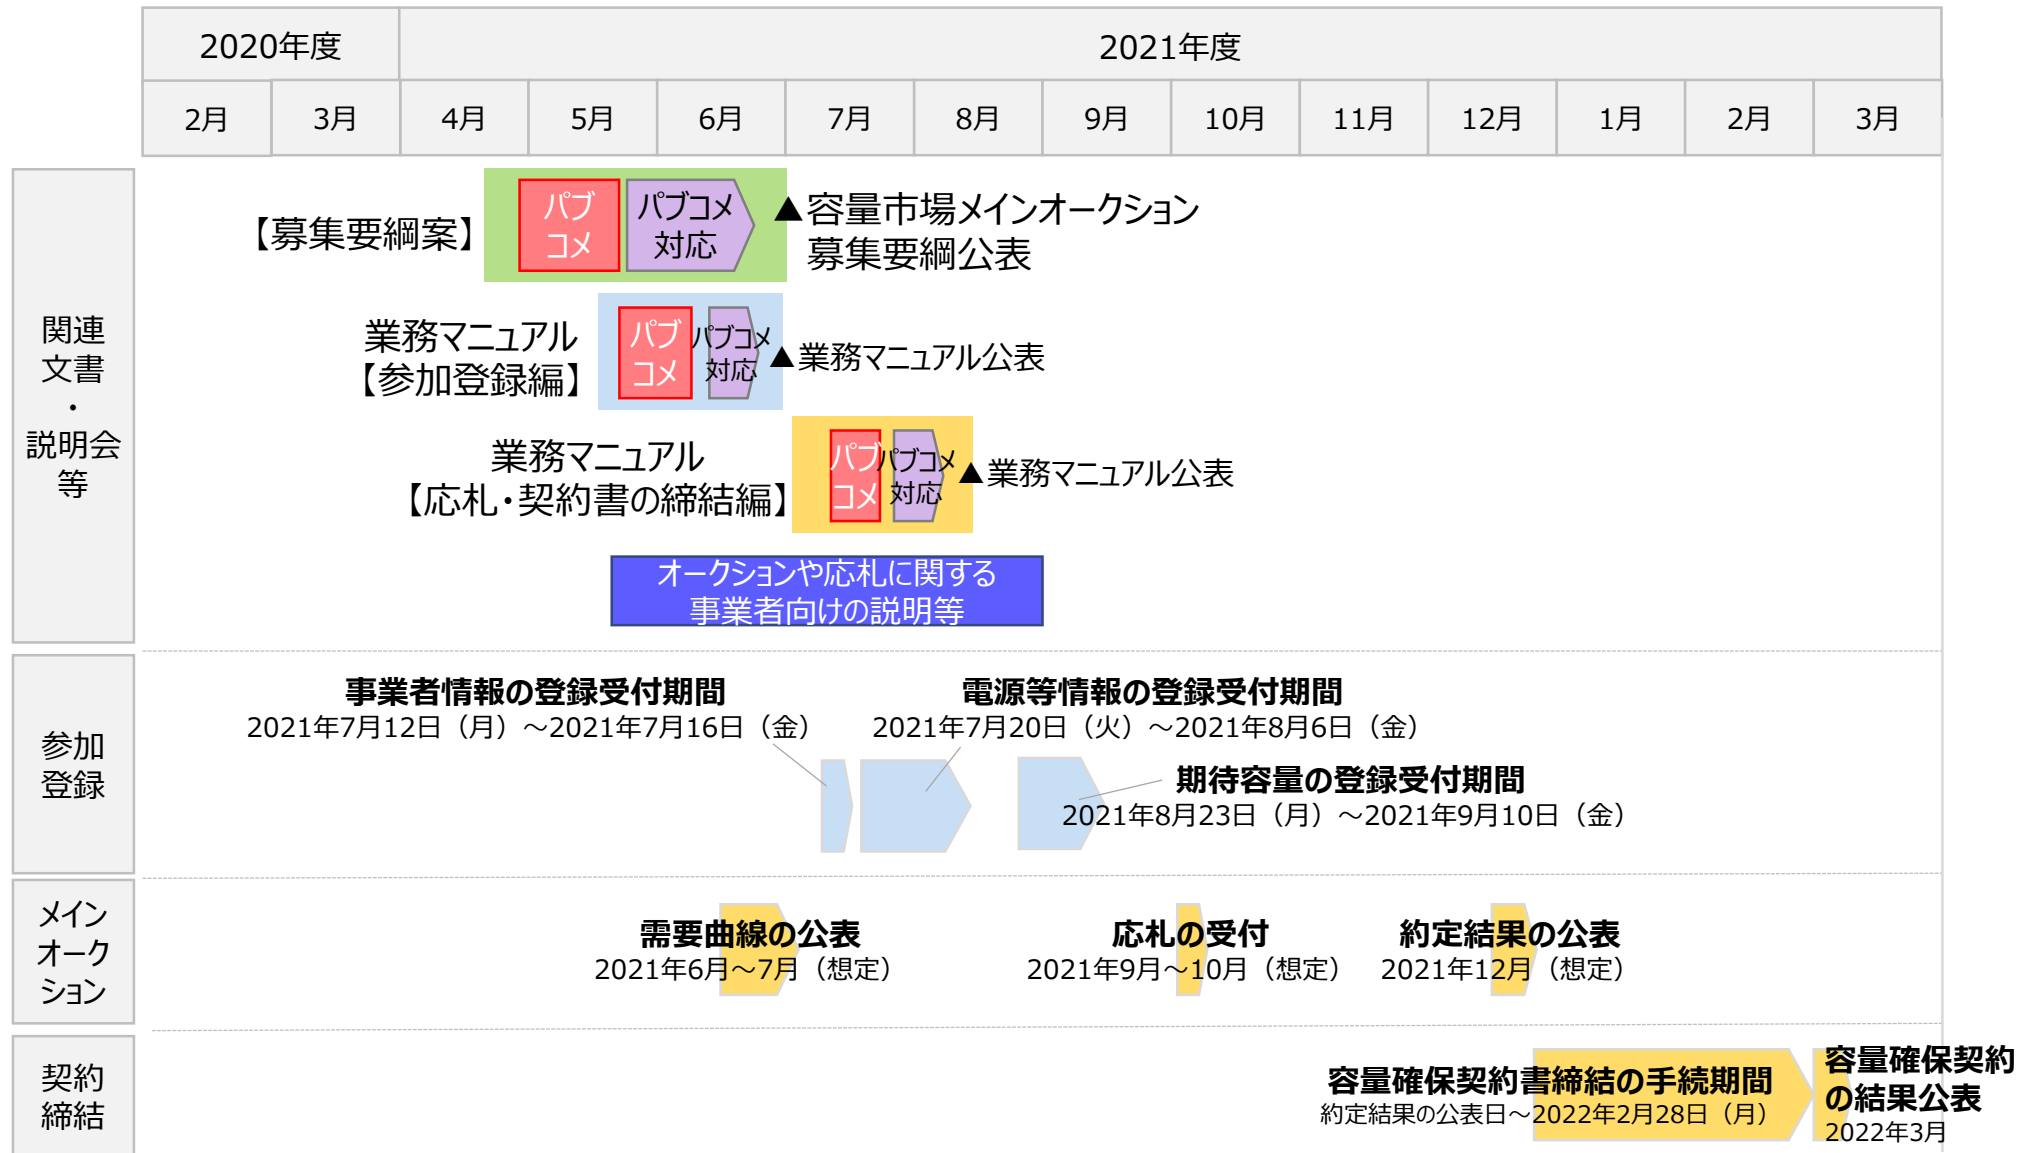 2020年度
2021年度
2月
3月
4月
5月
6月
7月
8月
9月
10月
11月
12月
1月
2月
3月
関連
文書
・
説明会
等
【募集要綱案】
パブ
コメ
パブコメ
対応
▲容量市場メインオークション
募集要綱公表
業務マニュアル
【参加登録編】
パブ
コメ
パブコメ
対応
▲業務マニュアル公表
業務マニュアル
【応札・契約書の締結編】
パブ
コメ
パブコメ
対応
▲業務マニュアル公表
オークションや応札に関する
事業者向けの説明等
参加
登録
事業者情報の登録受付期間
2021年7月12日（月）～2021年7月16日（金）
電源等情報の登録受付期間
2021年7月20日（火）～2021年8月6日（金）
期待容量の登録受付期間
2021年8月23日（月）～2021年9月10日（金）
メイン
オーク
ション
需要曲線の公表
2021年6月～7月（想定）
応札の受付
2021年9月～10月（想定）
約定結果の公表
2021年12月（想定）
契約
締結
容量確保契約書締結の手続期間
約定結果の公表日～2022年2月28日（月）
容量確保契約
の結果公表
2022年3月